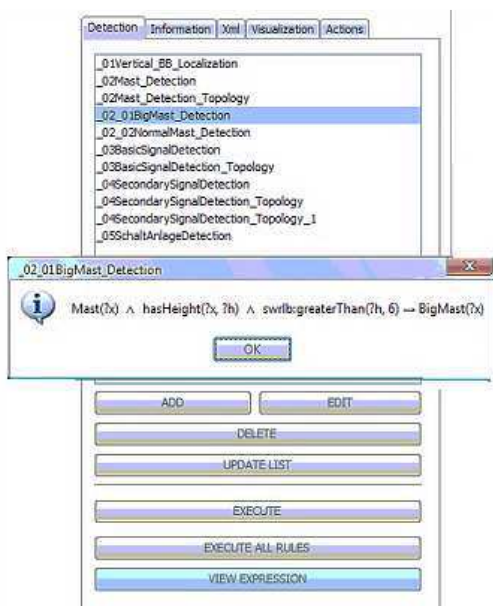 Detection Information Xml Visualization Actions
_01Vertical_BB_Localization
_02Mast_Detection
_02Mast_Detection_Topology
_02_01BigMast_Detection
_02_02NormalMast_Detection
_03BasicSignalDetection
_03BasicSignalDetection_Topology
_04SecondarySignalDetection
_04SecondarySignalDetection_Topology
_04SecondarySignalDetection_Topology_1
_05SchaltAnlageDetection
_02_01BigMast_Detection
Mast(?x) ∧ hasHeight(?x, ?h) ∧ swrlb:greaterThan(?h, 6) → BigMast(?x)
OK
ADD EDIT
DELETE
UPDATE LIST
EXECUTE
EXECUTE ALL RULES
VIEW EXPRESSION